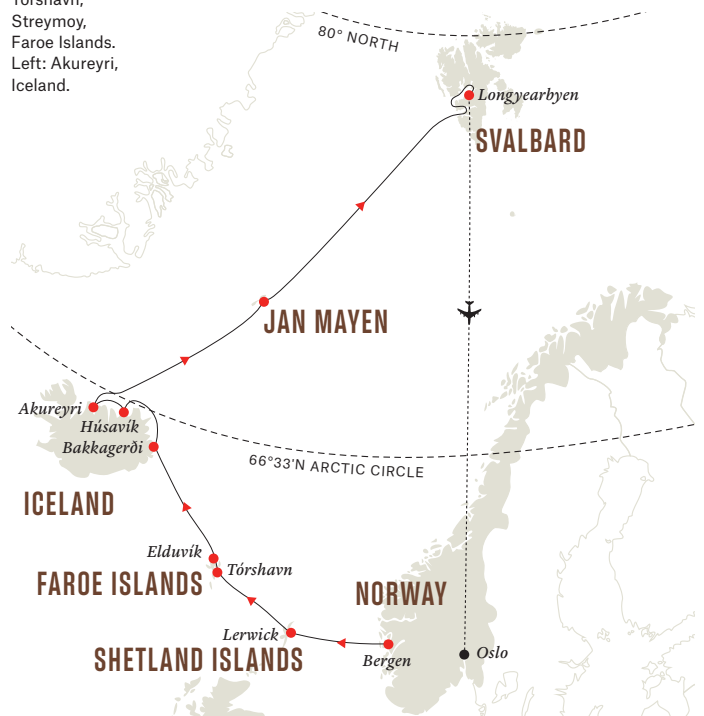 Tórshavn,
Streymoy,
Faroe Islands.
Left: Akureyri,
Iceland.
80° NORTH
Longyearbyen
SVALBARD
JAN MAYEN
Akureyri
Húsavík
Bakkagerði
66°33'N ARCTIC CIRCLE
ICELAND
Elduvík
Tórshavn
FAROE ISLANDS
NORWAY
Lerwick
SHETLAND ISLANDS
Bergen
Oslo